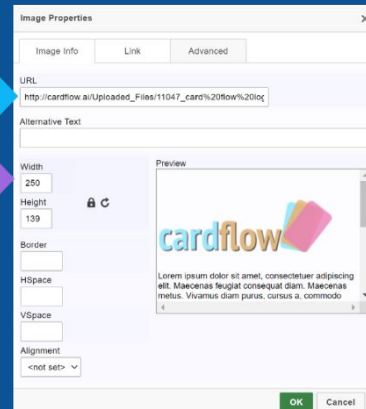 Image Properties
Image Info
Link
Advanced
URL
http://cardflow.ai/Uploaded_Files/11047_card%20flow%20log
Alternative Text
Width
250
Height
139
Border
HSpace
VSpace
Alignment
<not set>
Preview
cardflow
Lorem ipsum dolor sit amet, consectetuer adipiscing
elit. Maecenas feugiat consequat diam. Maecenas
metus. Vivamus diam purus, cursus a, commodo
OK
Cancel